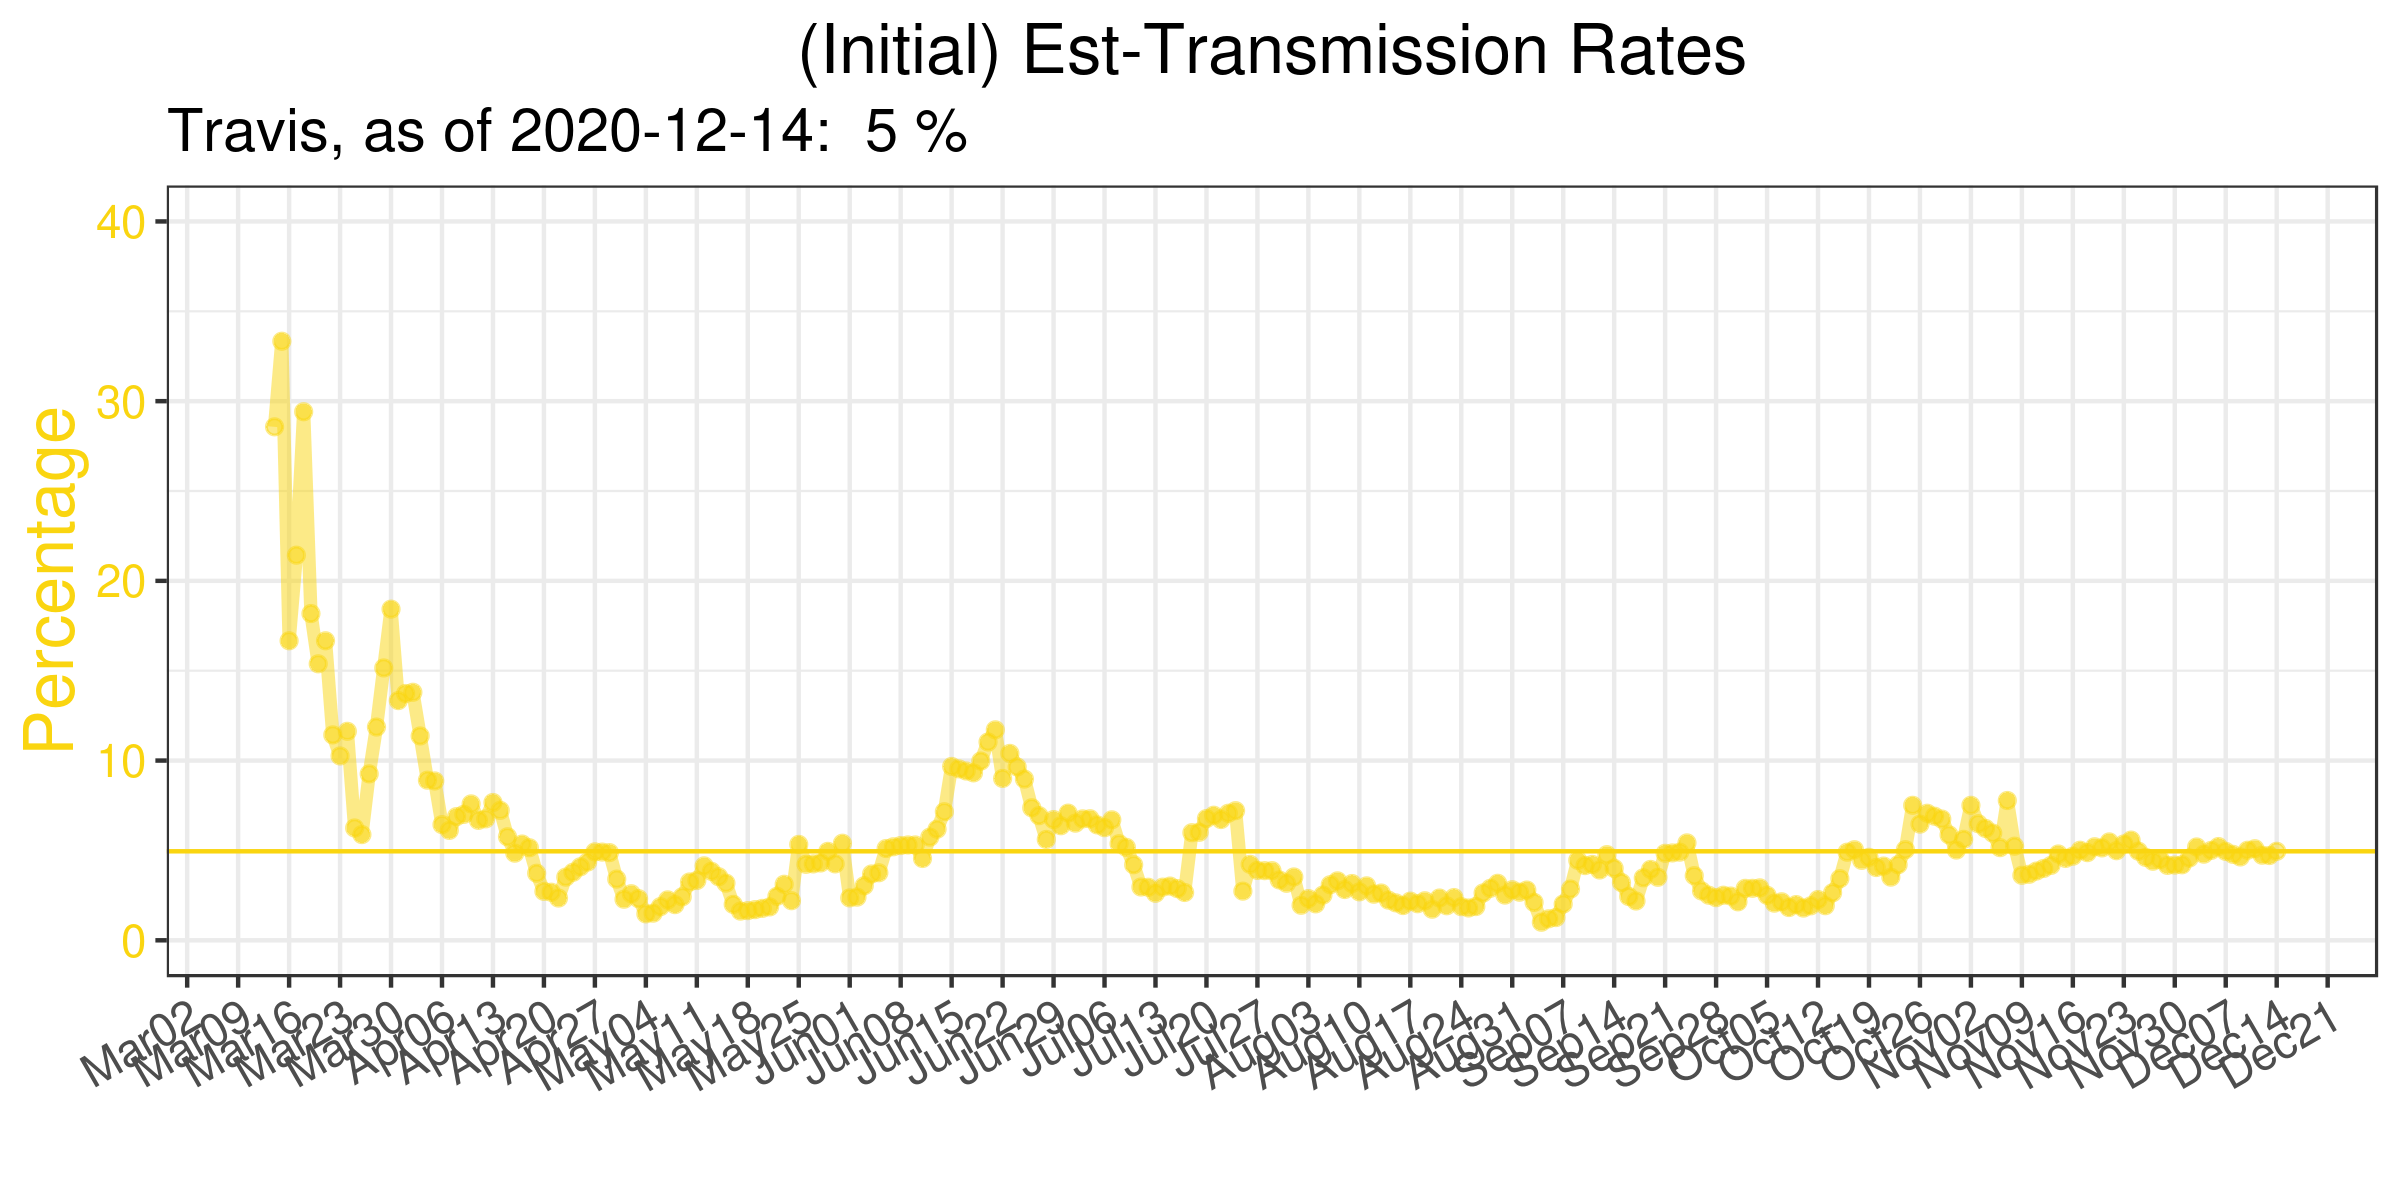 (Initial) Est-Transmission Rates
Travis, as of 2020-12-14:  5 %
Percentage
40
30
20
10
0
Mar02
Mar09
Mar16
Mar23
Mar30
Apr06
Apr13
Apr20
Apr27
May04
May11
May18
May25
Jun01
Jun08
Jun15
Jun22
Jun29
Jul06
Jul13
Jul20
Jul27
Aug03
Aug10
Aug17
Aug24
Aug31
Sep07
Sep14
Sep21
Sep28
Oct05
Oct12
Oct19
Oct26
Nov02
Nov09
Nov16
Nov23
Nov30
Dec07
Dec14
Dec21